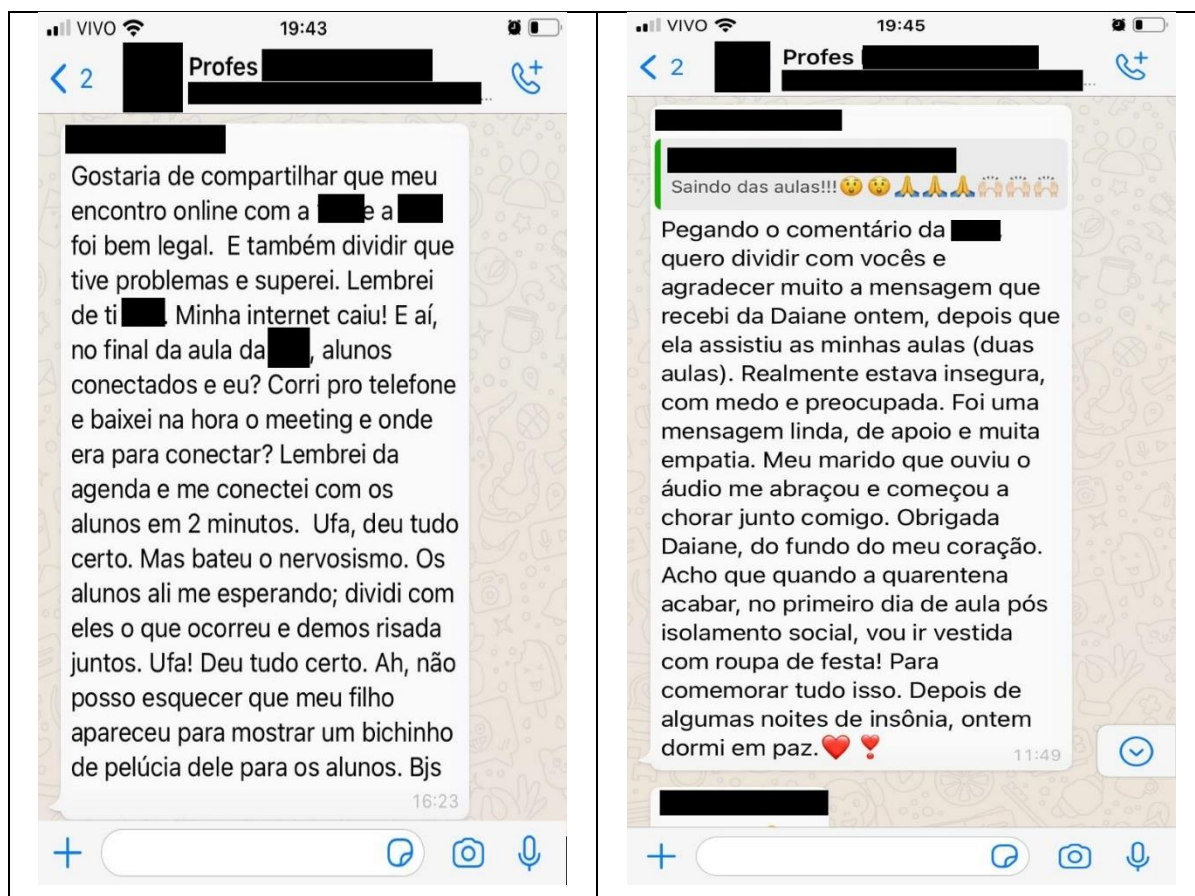 VIVO 19:43
2 Profes
Gostaria de compartilhar que meu
encontro online com a e a
foi bem legal. E também dividir que
tive problemas e superei. Lembrei
de ti . Minha internet caiu! E aí,
no final da aula da , alunos
conectados e eu? Corri pro telefone
e baixei na hora o meeting e onde
era para conectar? Lembrei da
agenda e me conectei com os
alunos em 2 minutos. Ufa, deu tudo
certo. Mas bateu o nervosismo. Os
alunos ali me esperando; dividi com
eles o que ocorreu e demos risada
juntos. Ufa! Deu tudo certo. Ah, não
posso esquecer que meu filho
apareceu para mostrar um bichinho
de pelúcia dele para os alunos. Bjs
16:23
VIVO 19:45
2 Profes
Saindo das aulas!!!😲😲🙏🙏🙏🙌🏻🙌🏻🙌🏻
Pegando o comentário da
quero dividir com vocês e
agradecer muito a mensagem que
recebi da Daiane ontem, depois que
ela assistiu as minhas aulas (duas
aulas). Realmente estava insegura,
com medo e preocupada. Foi uma
mensagem linda, de apoio e muita
empatia. Meu marido que ouviu o
áudio me abraçou e começou a
chorar junto comigo. Obrigada
Daiane, do fundo do meu coração.
Acho que quando a quarentena
acabar, no primeiro dia de aula pós
isolamento social, vou ir vestida
com roupa de festa! Para
comemorar tudo isso. Depois de
algumas noites de insônia, ontem
dormi em paz.❤️❣️
11:49